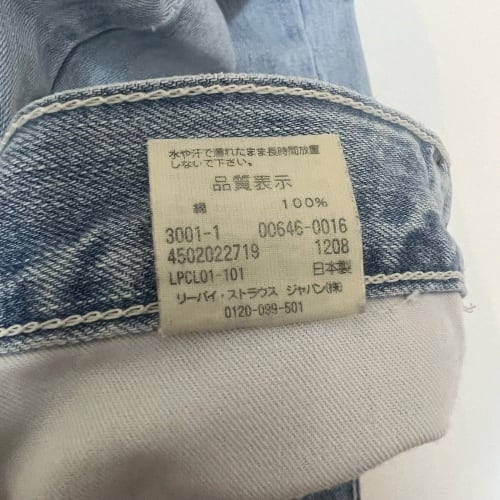 水や汗で濡れたまま長時間放置
しないで下さい。
品質表示
綿 100%
3001-1 00646-0016
4502022719 1208
LPCL01-101 日本製
リーバイ・ストラウス ジャパン(株)
0120-099-501